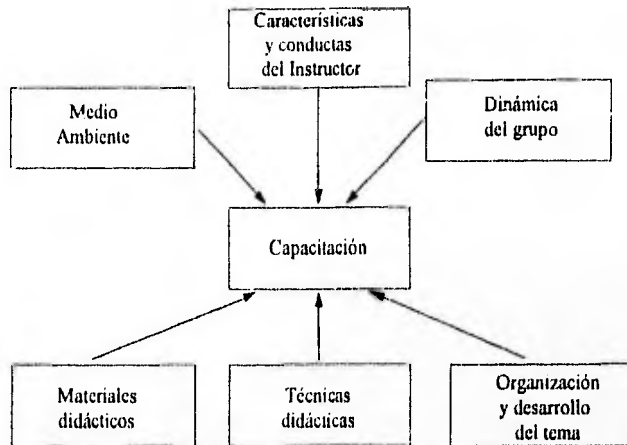 Características
y conductas
del Instructor
Medio
Ambiente
Dinámica
del grupo
Capacitación
Materiales
didácticos
Técnicas
didácticas
Organización
y desarrollo
del tema